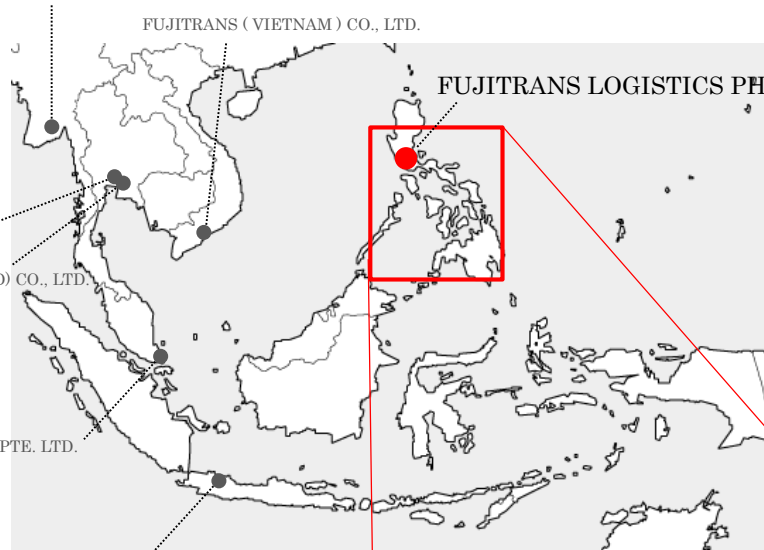 FUJITRANS ( VIETNAM ) CO., LTD.
FUJITRANS LOGISTICS PH
) CO., LTD.
PTE. LTD.